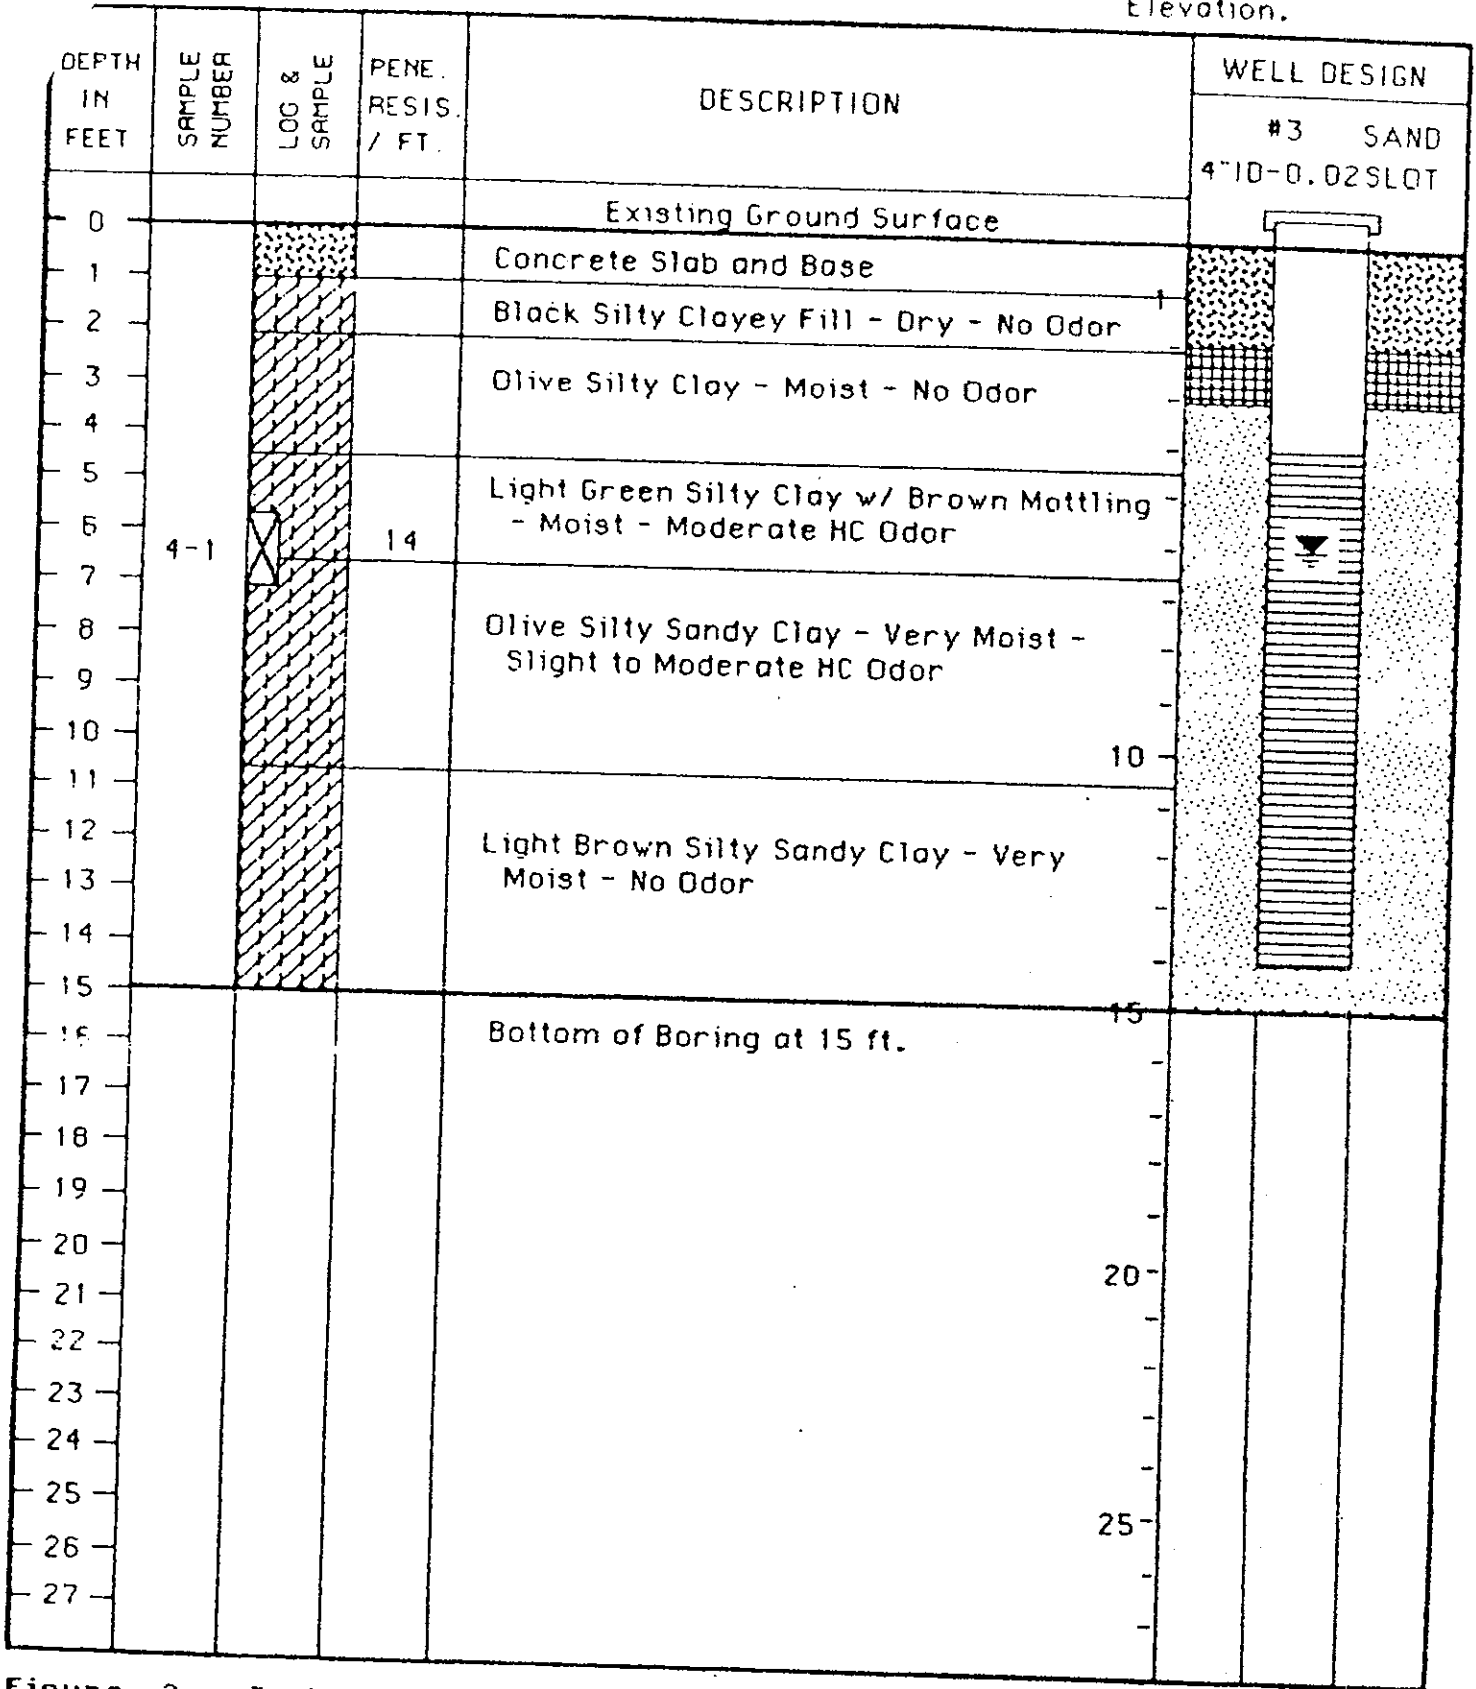 Elevation.
DEPTH
IN
FEET
SAMPLE
NUMBER
LOG &
SAMPLE
PENE.
RESIS.
/ FT.
DESCRIPTION
WELL DESIGN
#3 SAND
4"ID-0.02SLOT
Existing Ground Surface
0
Concrete Slab and Base
1
1
Black Silty Clayey Fill - Dry - No Odor
2
3
Olive Silty Clay - Moist - No Odor
4
5
Light Green Silty Clay w/ Brown Mottling
- Moist - Moderate HC Odor
6
4-1
14
7
8
Olive Silty Sandy Clay - Very Moist -
Slight to Moderate HC Odor
9
10
10
11
12
Light Brown Silty Sandy Clay - Very
Moist - No Odor
13
14
15
15
16
Bottom of Boring at 15 ft.
17
18
19
20
20
21
22
23
24
25
25
26
27
Figure